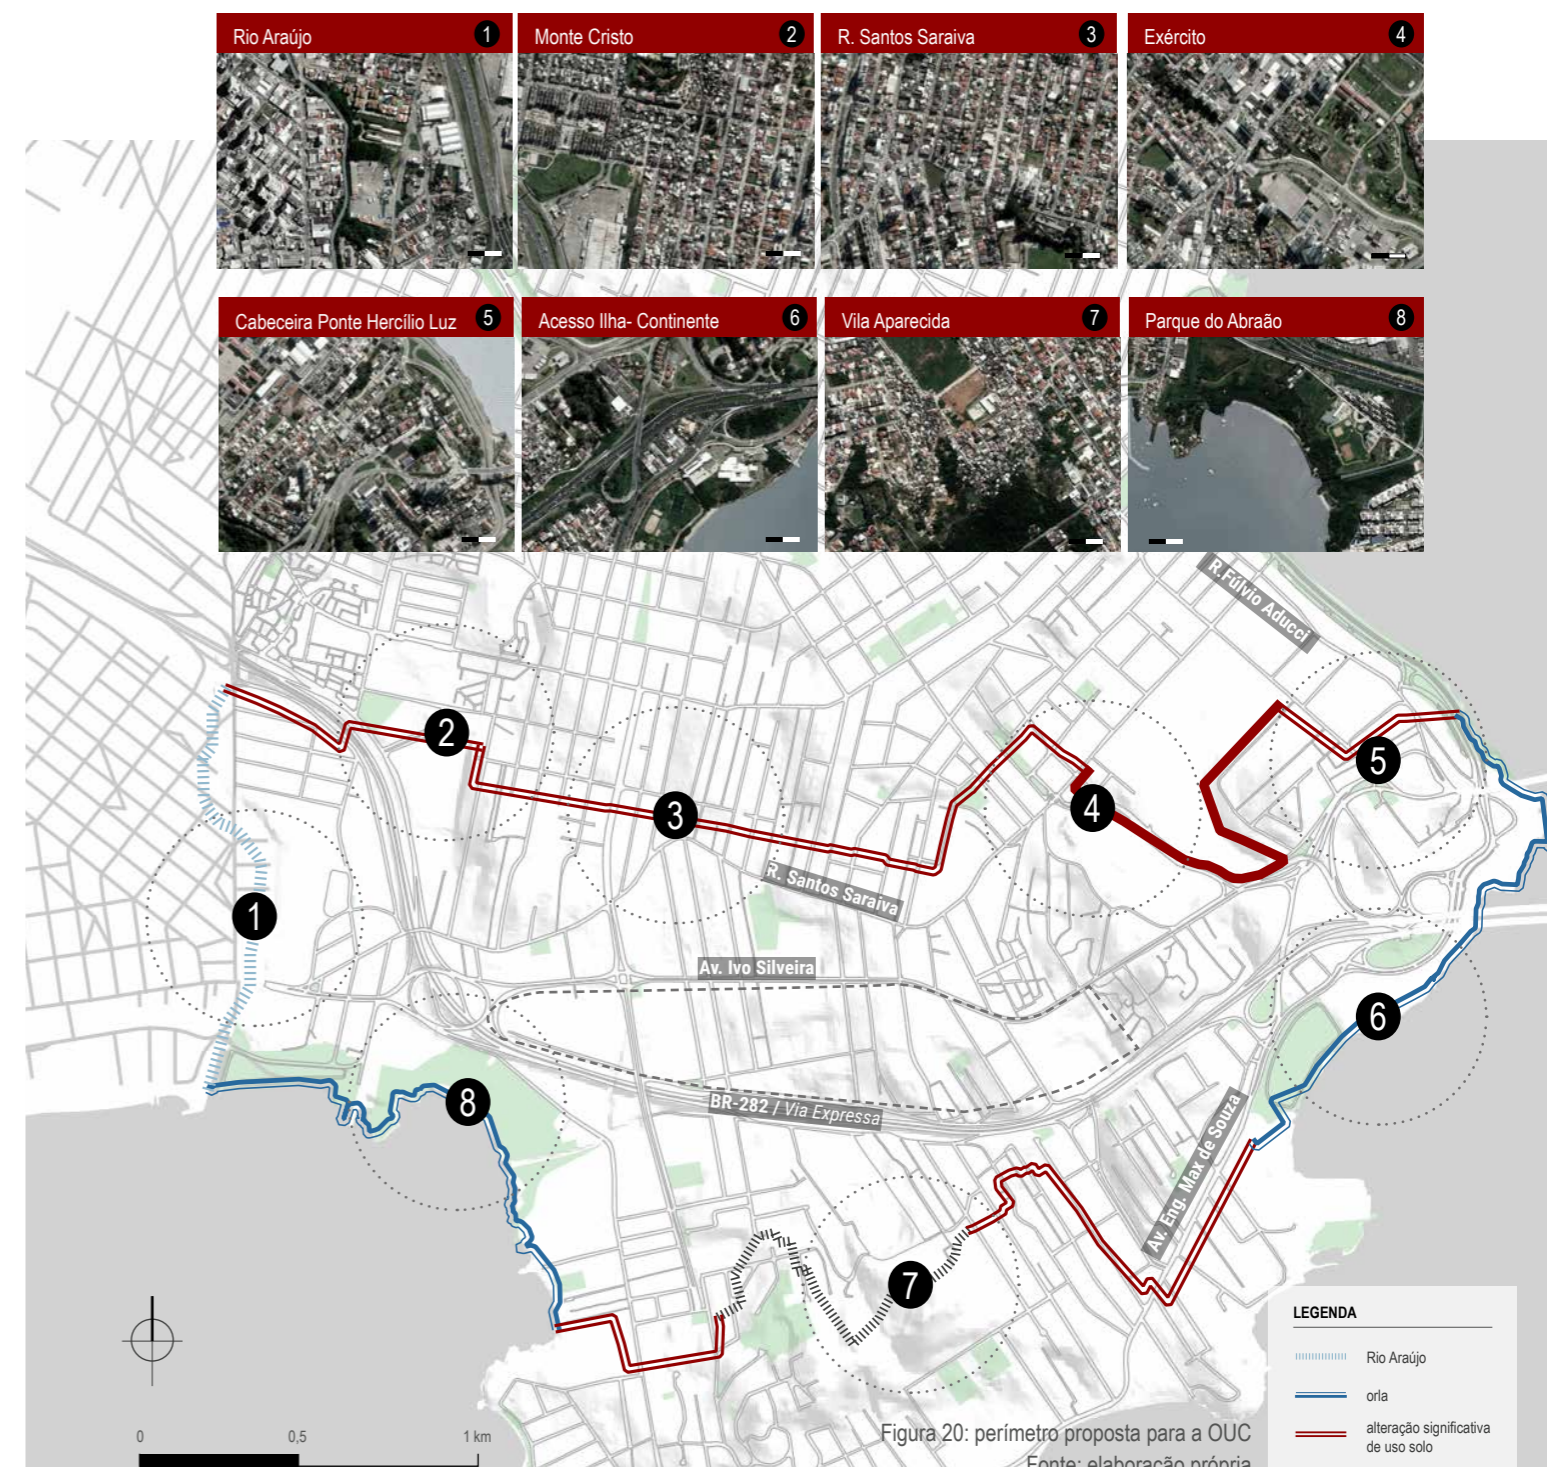 Rio Araújo 1
Monte Cristo 2
R. Santos Saraiva 3
Exército 4
Cabeceira Ponte Hercílio Luz 5
Acesso Ilha- Continente 6
Vila Aparecida 7
Parque do Abraão 8
R.Fúlvio Aducci
2
5
3
4
R. Santos Saraiva
1
Av. Ivo Silveira
6
8
BR-282 / Via Expressa
Av. Eng. Max de Souza
7
LEGENDA
Rio Araújo
orla
alteração significativa
de uso solo
0 0,5 1 km
Figura 20: perímetro proposta para a OUC
Fonte: elaboração própria